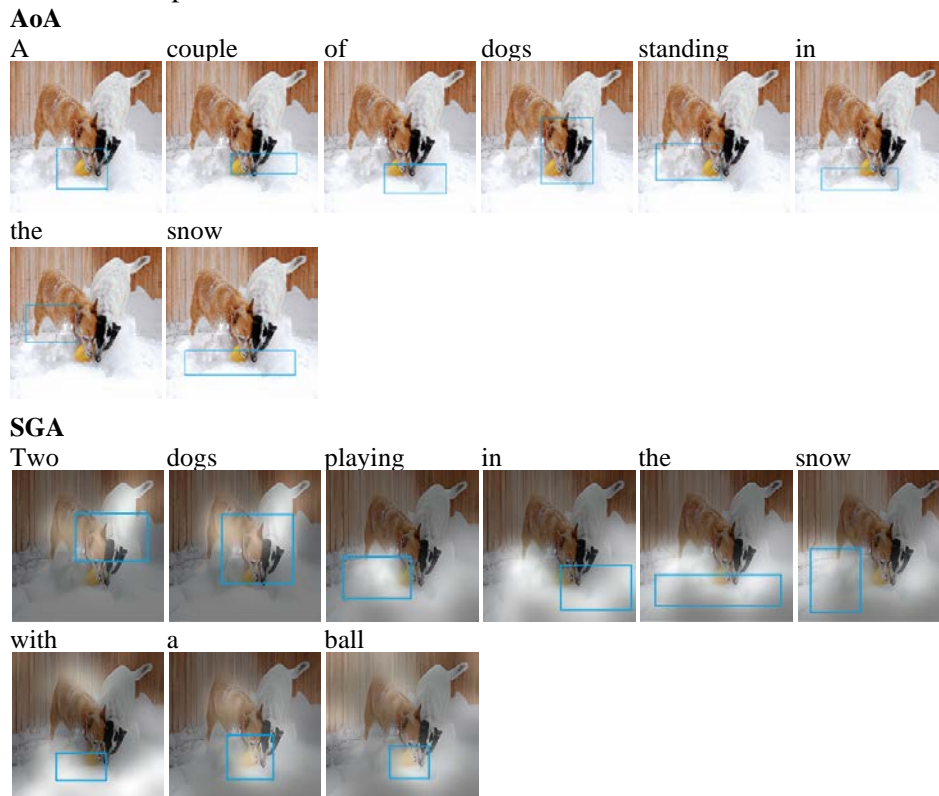 AoA
A couple of dogs standing in
the snow
SGA
Two dogs playing in the snow
with a ball